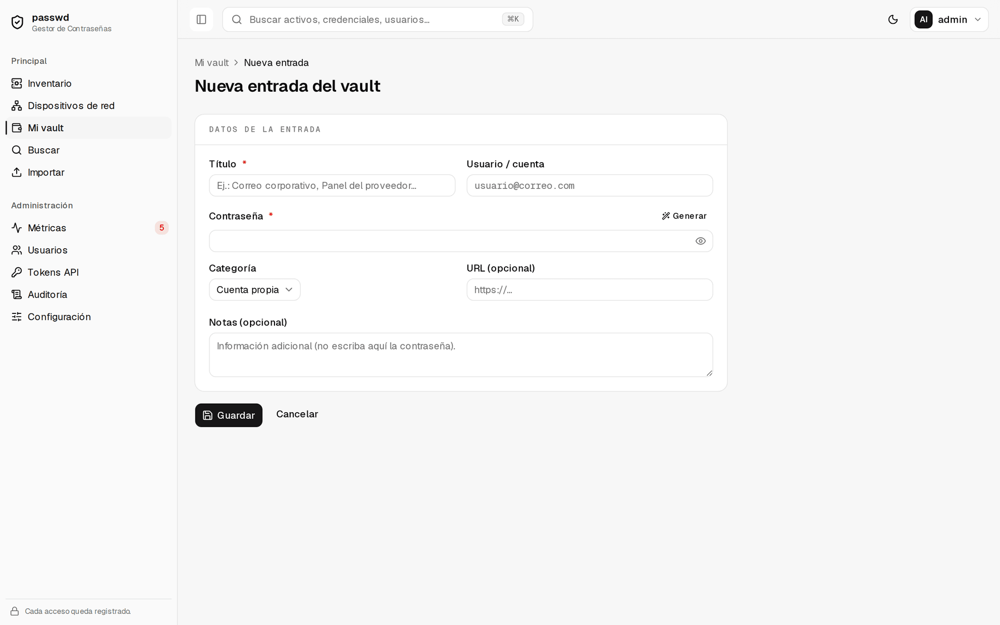 passwd
Gestor de Contraseñas
Principal
Inventario
Dispositivos de red
Mi vault
Buscar
Importar
Administración
Métricas 5
Usuarios
Tokens API
Auditoría
Configuración
Cada acceso queda registrado.
Buscar activos, credenciales, usuarios... ⌘K
AI admin
Mi vault > Nueva entrada
Nueva entrada del vault
DATOS DE LA ENTRADA
Título * Usuario / cuenta
Ej.: Correo corporativo, Panel del proveedor... usuario@correo.com
Contraseña * Generar
Categoría URL (opcional)
Cuenta propia https://...
Notas (opcional)
Información adicional (no escriba aquí la contraseña).
Guardar Cancelar